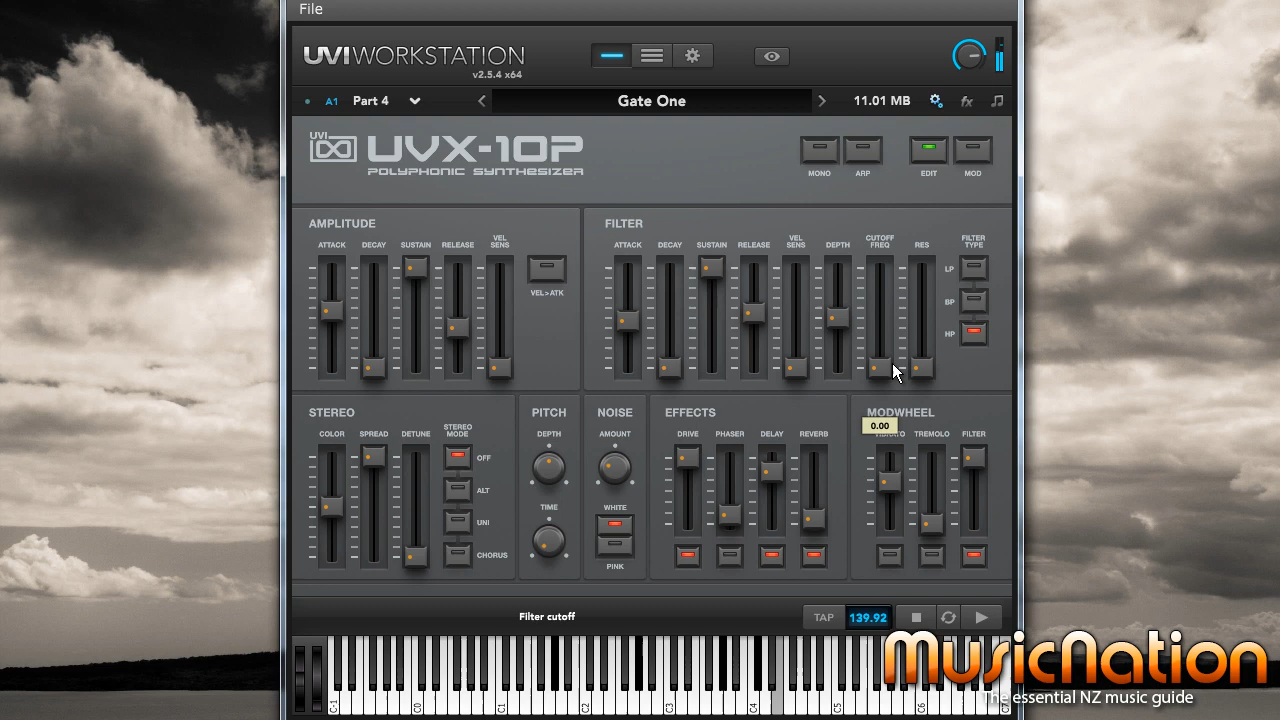 File
UVIWORKSTATION
v2.5.4 x64
A1 Part 4 Gate One 11.01 MB fx
UVI UVX-10P
POLYPHONIC SYNTHESIZER
MONO ARP EDIT MOD
AMPLITUDE
ATTACK DECAY SUSTAIN RELEASE VEL SENS
VEL>ATK
FILTER
ATTACK DECAY SUSTAIN RELEASE VEL SENS DEPTH CUTOFF FREQ RES FILTER TYPE
LP
BP
HP
STEREO
COLOR SPREAD DETUNE STEREO MODE
OFF
ALT
UNI
CHORUS
PITCH
DEPTH
TIME
NOISE
AMOUNT
WHITE
PINK
EFFECTS
DRIVE PHASER DELAY REVERB
MODWHEEL
0.00
TREMOLO FILTER
Filter cutoff
TAP 139.92
C-1 C0 C1 C2 C3 C4 C5 C6
MusicNation
The essential NZ music guide